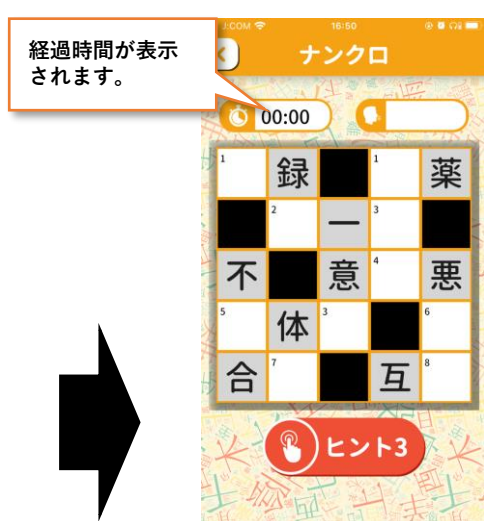 経過時間が表示
されます。
J:COM 16:50
ナンクロ
00:00
1 録 1 薬
2 一 3
不 意 4 悪
5 体 3 6
合 7 互 8
ヒント3